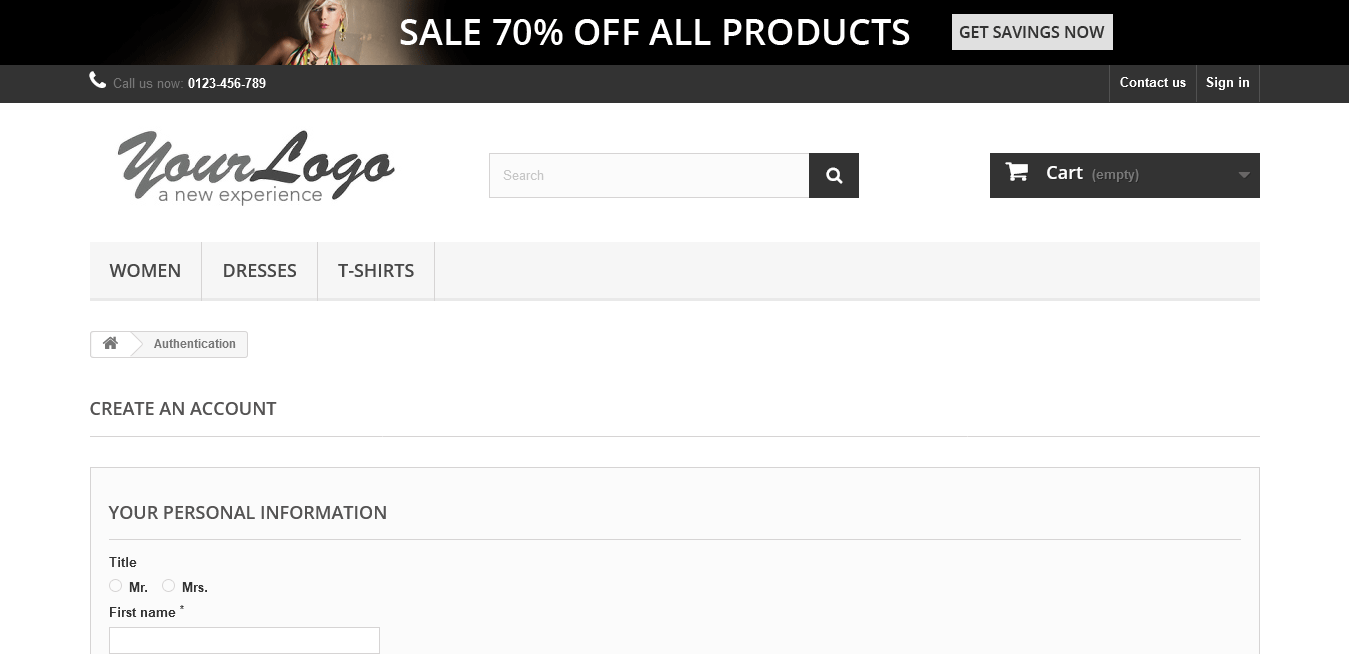 SALE 70% OFF ALL PRODUCTS GET SAVINGS NOW
Call us now: 0123-456-789 Contact us Sign in
YourLogo
a new experience
Search
Cart (empty)
WOMEN DRESSES T-SHIRTS
Authentication
CREATE AN ACCOUNT
YOUR PERSONAL INFORMATION
Title
Mr. Mrs.
First name *